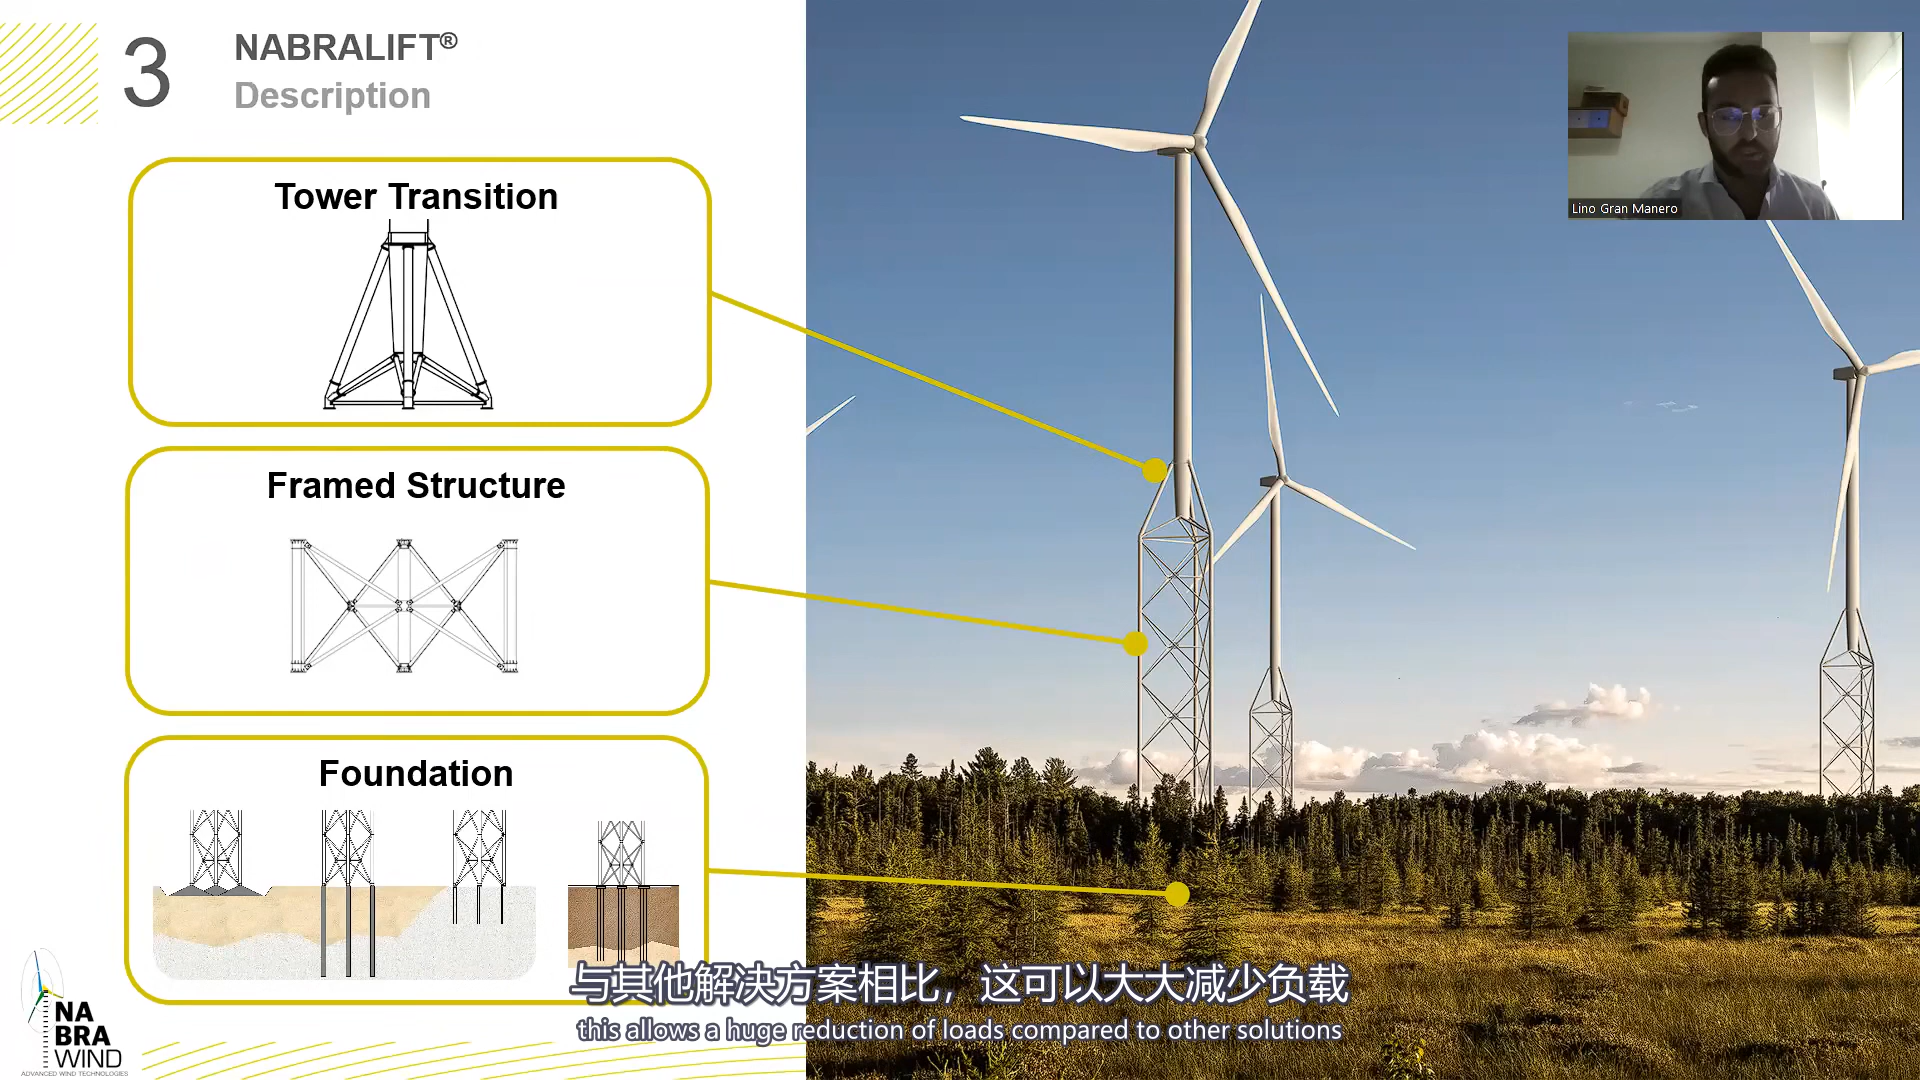 3
NABRALIFT®
Description
Tower Transition
Framed Structure
Foundation
Lino Gran Manero
与其他解决方案相比，这可以大大减少负载
this allows a huge reduction of loads compared to other solutions
NA
BRA
WIND
ADVANCED WIND TECHNOLOGIES